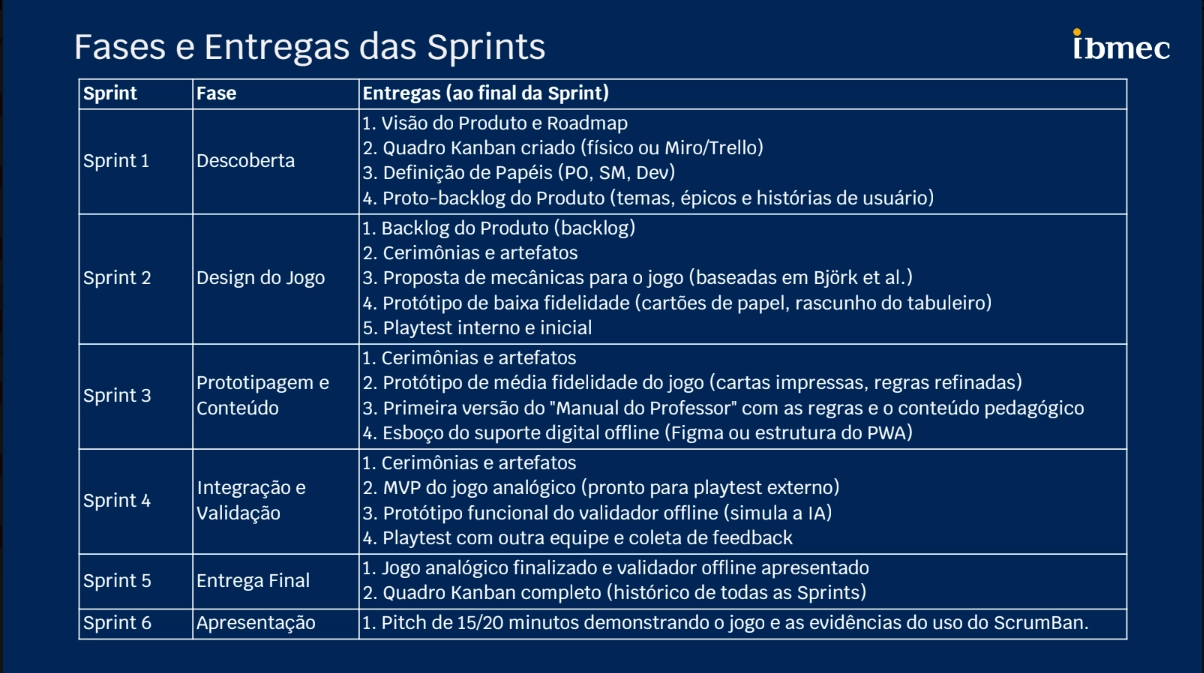 Fases e Entregas das Sprints
ibmec
Sprint Fase Entregas (ao final da Sprint)
Sprint 1 Descoberta
1. Visão do Produto e Roadmap
2. Quadro Kanban criado (físico ou Miro/Trello)
3. Definição de Papéis (PO, SM, Dev)
4. Proto-backlog do Produto (temas, épicos e histórias de usuário)
Sprint 2 Design do Jogo
1. Backlog do Produto (backlog)
2. Cerimônias e artefatos
3. Proposta de mecânicas para o jogo (baseadas em Björk et al.)
4. Protótipo de baixa fidelidade (cartões de papel, rascunho do tabuleiro)
5. Playtest interno e inicial
Sprint 3 Prototipagem e
Conteúdo
1. Cerimônias e artefatos
2. Protótipo de média fidelidade do jogo (cartas impressas, regras refinadas)
3. Primeira versão do "Manual do Professor" com as regras e o conteúdo pedagógico
4. Esboço do suporte digital offline (Figma ou estrutura do PWA)
Sprint 4 Integração e
Validação
1. Cerimônias e artefatos
2. MVP do jogo analógico (pronto para playtest externo)
3. Protótipo funcional do validador offline (simula a IA)
4. Playtest com outra equipe e coleta de feedback
Sprint 5 Entrega Final
1. Jogo analógico finalizado e validador offline apresentado
2. Quadro Kanban completo (histórico de todas as Sprints)
Sprint 6 Apresentação
1. Pitch de 15/20 minutos demonstrando o jogo e as evidências do uso do ScrumBan.